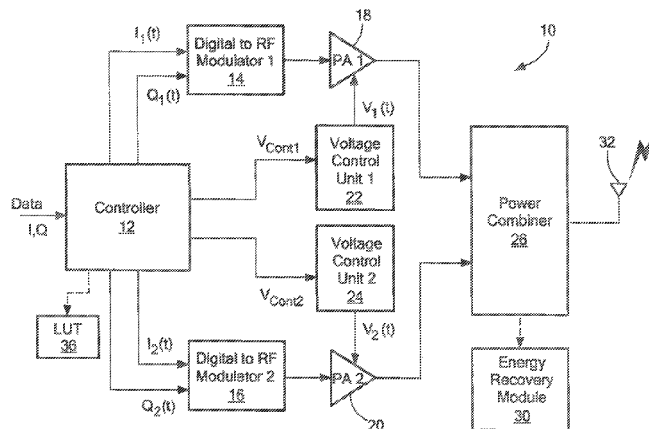 I1(t)
Q1(t)
Digital to RF
Modulator 1
14
18
PA 1
10
V1(t)
VCont1
Voltage
Control
Unit 1
22
32
Data
I,Q
Controller
12
Power
Combiner
26
VCont2
Voltage
Control
Unit 2
24
LUT
36
I2(t)
Q2(t)
Digital to RF
Modulator 2
16
V2(t)
PA 2
20
Energy
Recovery
Module
30